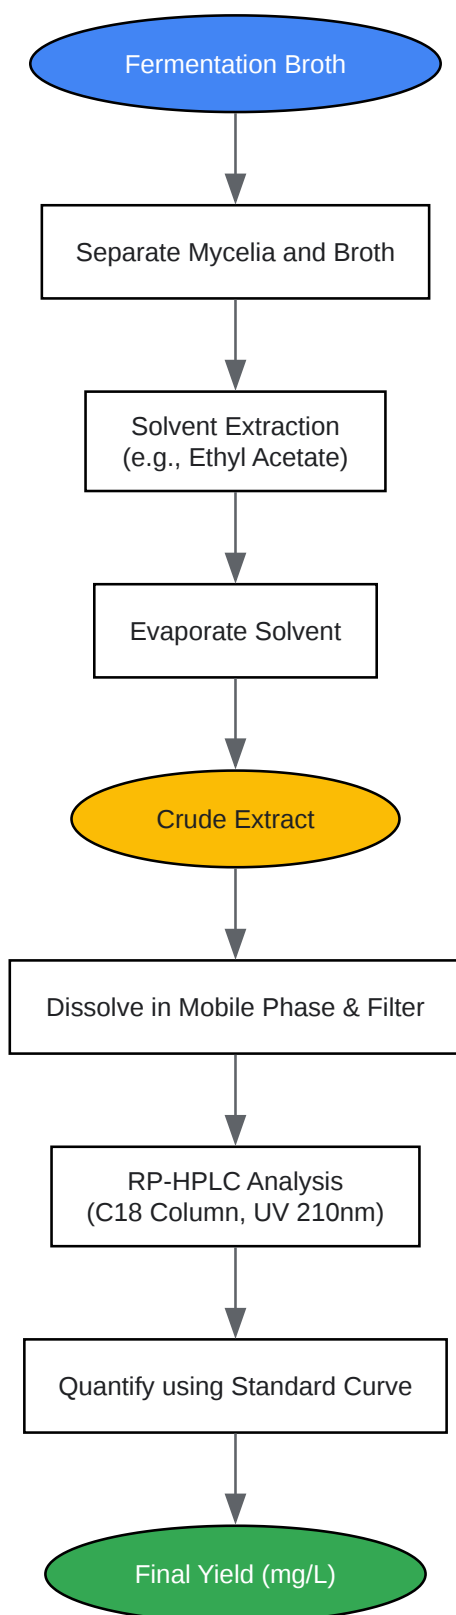 Fermentation Broth
Separate Mycelia and Broth
Solvent Extraction
(e.g., Ethyl Acetate)
Evaporate Solvent
Crude Extract
Dissolve in Mobile Phase & Filter
RP-HPLC Analysis
(C18 Column, UV 210nm)
Quantify using Standard Curve
Final Yield (mg/L)